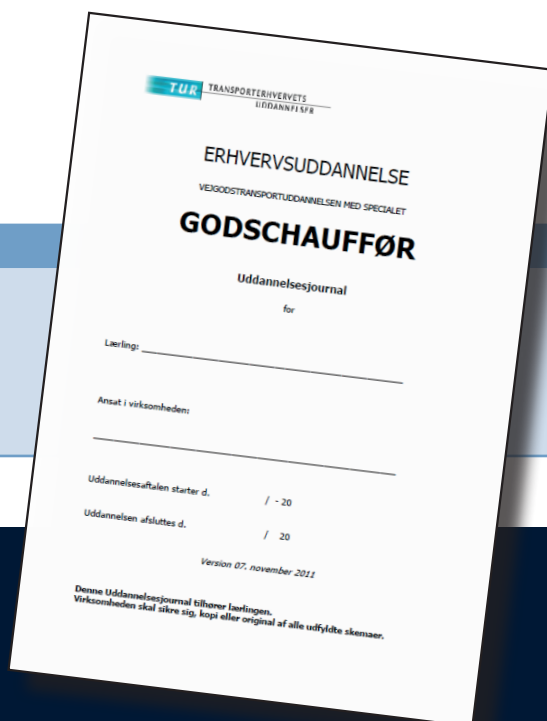 TUR TRANSPORTERHVERVETS
UDDANNELSER
ERHVERVSUDDANNELSE
VEJGODSTRANSPORTUDDANNELSEN MED SPECIALET
GODSCHAUFFØR
Uddannelsesjournal
for
Lærling:
Ansat i virksomheden:
Uddannelsesaftalen starter d. / - 20
Uddannelsen afsluttes d. / 20
Version 07. november 2011
Denne Uddannelsesjournal tilhører lærlingen.
Virksomheden skal sikre sig, kopi eller original af alle udfyldte skemaer.